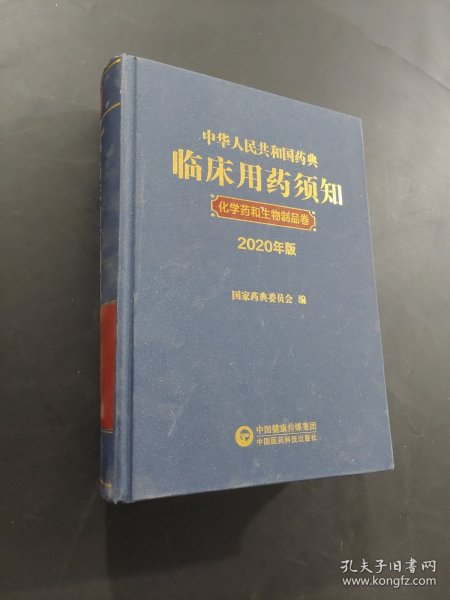 中华人民共和国药典
临床用药须知
化学药和生物制品卷
2020年版
国家药典委员会 编
中国健康传媒集团
中国医药科技出版社
孔夫子旧书网
www.kongfz.com